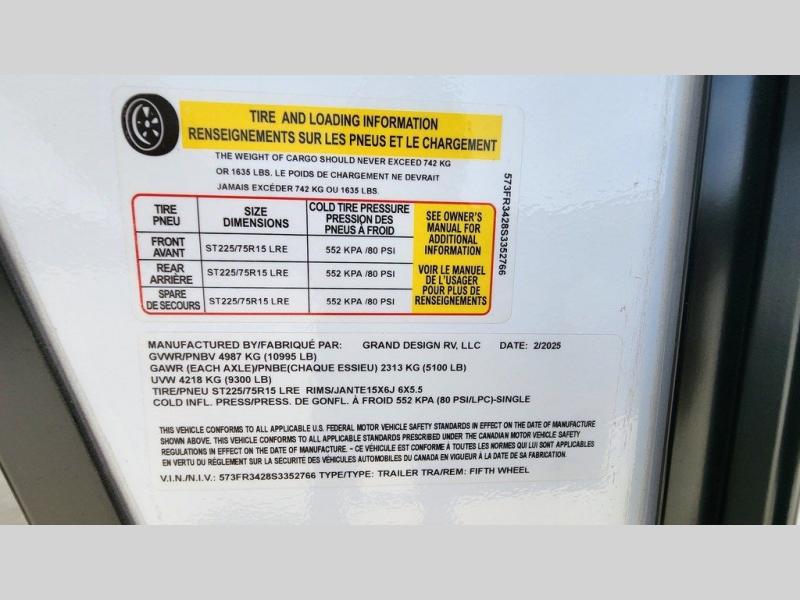 TIRE AND LOADING INFORMATION
RENSEIGNEMENTS SUR LES PNEUS ET LE CHARGEMENT
THE WEIGHT OF CARGO SHOULD NEVER EXCEED 742 KG
OR 1635 LBS. LE POIDS DE CHARGEMENT NE DEVRAIT
JAMAIS EXCÉDER 742 KG OU 1635 LBS.
TIRE
PNEU
SIZE
DIMENSIONS
COLD TIRE PRESSURE
PRESSION DES
PNEUS À FROID
FRONT
AVANT
ST225/75R15 LRE
552 KPA /80 PSI
REAR
ARRIÈRE
ST225/75R15 LRE
552 KPA /80 PSI
SPARE
DE SECOURS
ST225/75R15 LRE
552 KPA /80 PSI
SEE OWNER'S
MANUAL FOR
ADDITIONAL
INFORMATION
VOIR LE MANUEL
DE L'USAGER
POUR PLUS DE
RENSEIGNEMENTS
573FR3428S3352766
MANUFACTURED BY/FABRIQUÉ PAR: GRAND DESIGN RV, LLC DATE: 2/2025
GVWR/PNBV 4987 KG (10995 LB)
GAWR (EACH AXLE)/PNBE(CHAQUE ESSIEU) 2313 KG (5100 LB)
UVW 4218 KG (9300 LB)
TIRE/PNEU ST225/75R15 LRE RIMS/JANTE15X6J 6X5.5
COLD INFL. PRESS/PRESS. DE GONFL. À FROID 552 KPA (80 PSI/LPC)-SINGLE
THIS VEHICLE CONFORMS TO ALL APPLICABLE U.S. FEDERAL MOTOR VEHICLE SAFETY STANDARDS IN EFFECT ON THE DATE OF MANUFACTURE
SHOWN ABOVE. THIS VEHICLE CONFORMS TO ALL APPLICABLE STANDARDS PRESCRIBED UNDER THE CANADIAN MOTOR VEHICLE SAFETY
REGULATIONS IN EFFECT ON THE DATE OF MANUFACTURE. - CE VÉHICULE EST CONFORME À TOUTES LES NORMES QUI LUI SONT APPLICABLES
EN VERTU DU RÈGLEMENT SUR LA SÉCURITÉ DES VÉHICULES AUTOMOBILES DU CANADA EN VIGUEUR À LA DATE DE SA FABRICATION.
V.I.N./N.I.V.: 573FR3428S3352766 TYPE/TYPE: TRAILER TRA/REM: FIFTH WHEEL